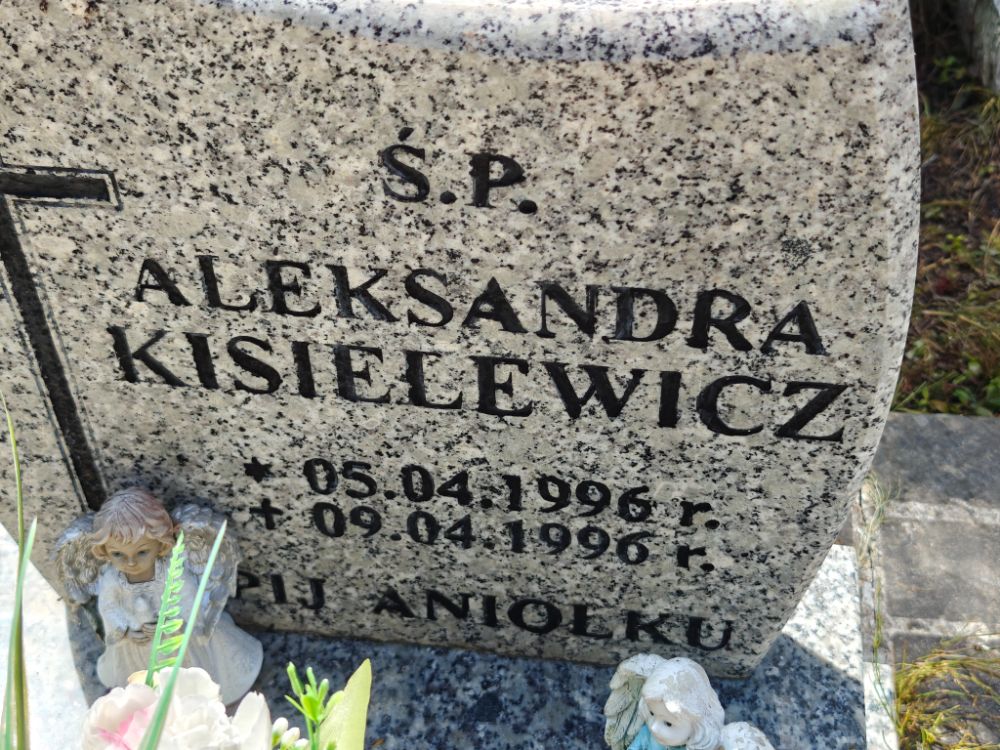 Ś.P.
ALEKSANDRA
KISIELEWICZ
* 05.04.1996 r.
+ 09.04.1996 r.
ANIOŁKU